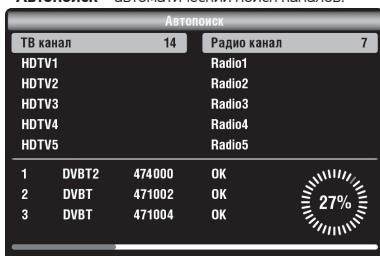 Автопоиск – автоматический поиск каналов.
Автопоиск
ТВ канал 14 Радио канал 7
HDTV1 Radio1
HDTV2 Radio2
HDTV3 Radio3
HDTV4 Radio4
HDTV5 Radio5
1 DVBT2 474000 OK
2 DVBT 471002 OK
3 DVBT 471004 OK
27%